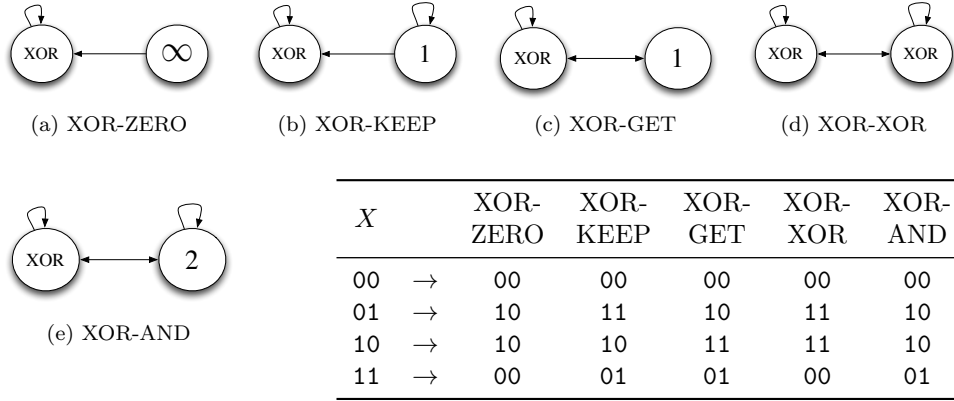 XOR ∞ XOR 1 XOR 1 XOR XOR
(a) XOR-ZERO (b) XOR-KEEP (c) XOR-GET (d) XOR-XOR
XOR 2
(e) XOR-AND
X XOR-ZERO XOR-KEEP XOR-GET XOR-XOR XOR-AND
00 → 00 00 00 00 00
01 → 10 11 10 11 10
10 → 10 10 11 11 10
11 → 00 01 01 00 01